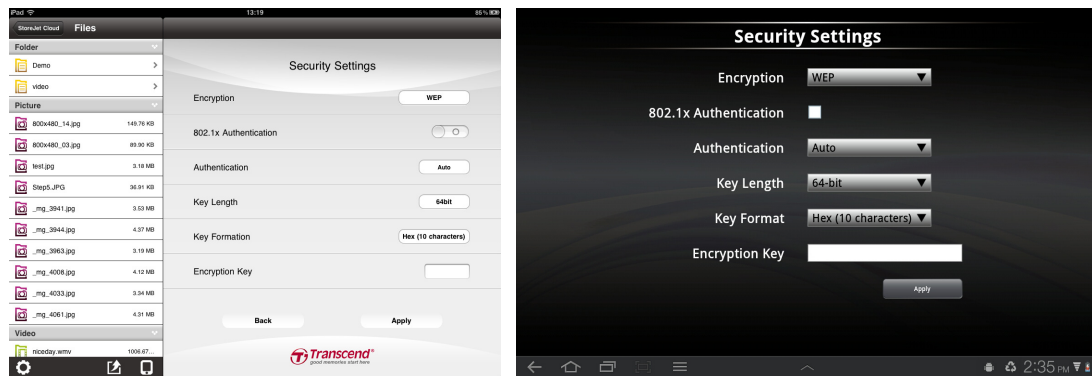 iPad
13:19
86%
StoreJet Cloud
Files
Folder
Demo
video
Picture
800x480_14.jpg 149.76 KB
800x480_03.jpg 89.90 KB
test.jpg 3.18 MB
Step5.JPG 36.91 KB
_mg_3941.jpg 3.53 MB
_mg_3944.jpg 4.37 MB
_mg_3963.jpg 3.19 MB
_mg_4008.jpg 4.12 MB
_mg_4033.jpg 3.34 MB
_mg_4061.jpg 4.31 MB
Video
niceday.wmv 1006.67...
Security Settings
Encryption WEP
802.1x Authentication
Authentication Auto
Key Length 64bit
Key Formation Hex (10 characters)
Encryption Key
Back Apply
Transcend®
good memories start here
Security Settings
Encryption WEP
802.1x Authentication
Authentication Auto
Key Length 64-bit
Key Format Hex (10 characters)
Encryption Key
Apply
2:35 PM